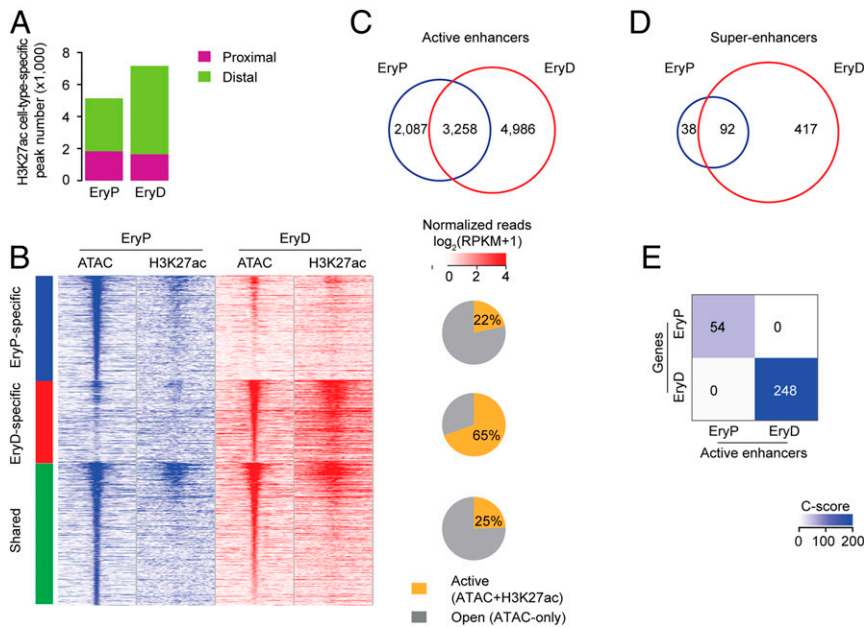 A
H3K27ac cell-type-specific
peak number (x1,000)
8
6
4
2
0
EryP
EryD
Proximal
Distal
C
Active enhancers
EryP
EryD
2,087
3,258
4,986
D
Super-enhancers
EryP
EryD
38
92
417
B
EryP
EryD
ATAC
H3K27ac
ATAC
H3K27ac
EryP-specific
EryD-specific
Shared
Normalized reads
log2(RPKM+1)
0
2
4
22%
65%
25%
Active
(ATAC+H3K27ac)
Open (ATAC-only)
E
Genes
EryP
EryD
54
0
0
248
EryP
EryD
Active enhancers
C-score
0 100 200